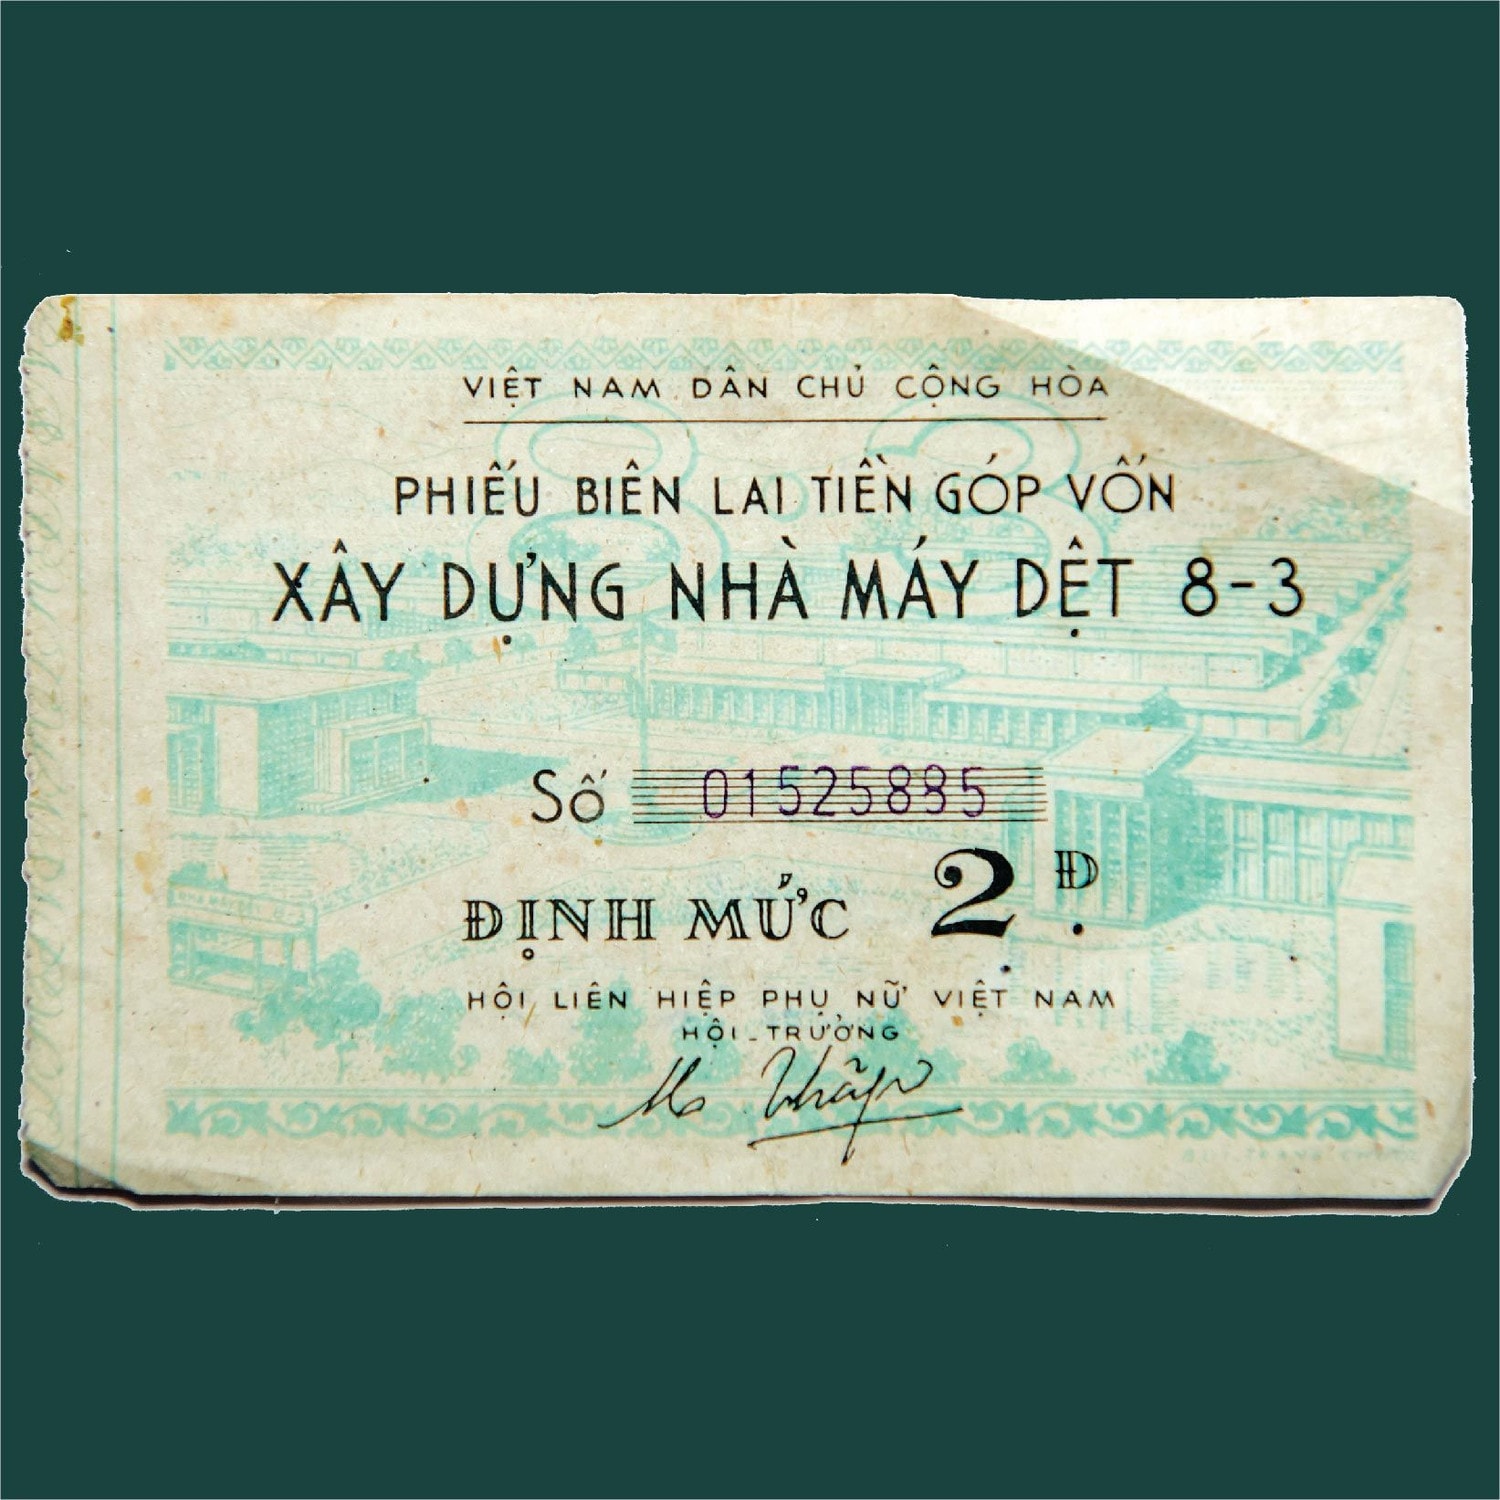 VIỆT NAM DÂN CHỦ CỘNG HÒA
PHIẾU BIÊN LAI TIỀN GÓP VỐN
XÂY DỰNG NHÀ MÁY DỆT 8-3
Số 01525885
ĐỊNH MỨC 2 Đ.
HỘI LIÊN HIỆP PHỤ NỮ VIỆT NAM
HỘI TRƯỞNG